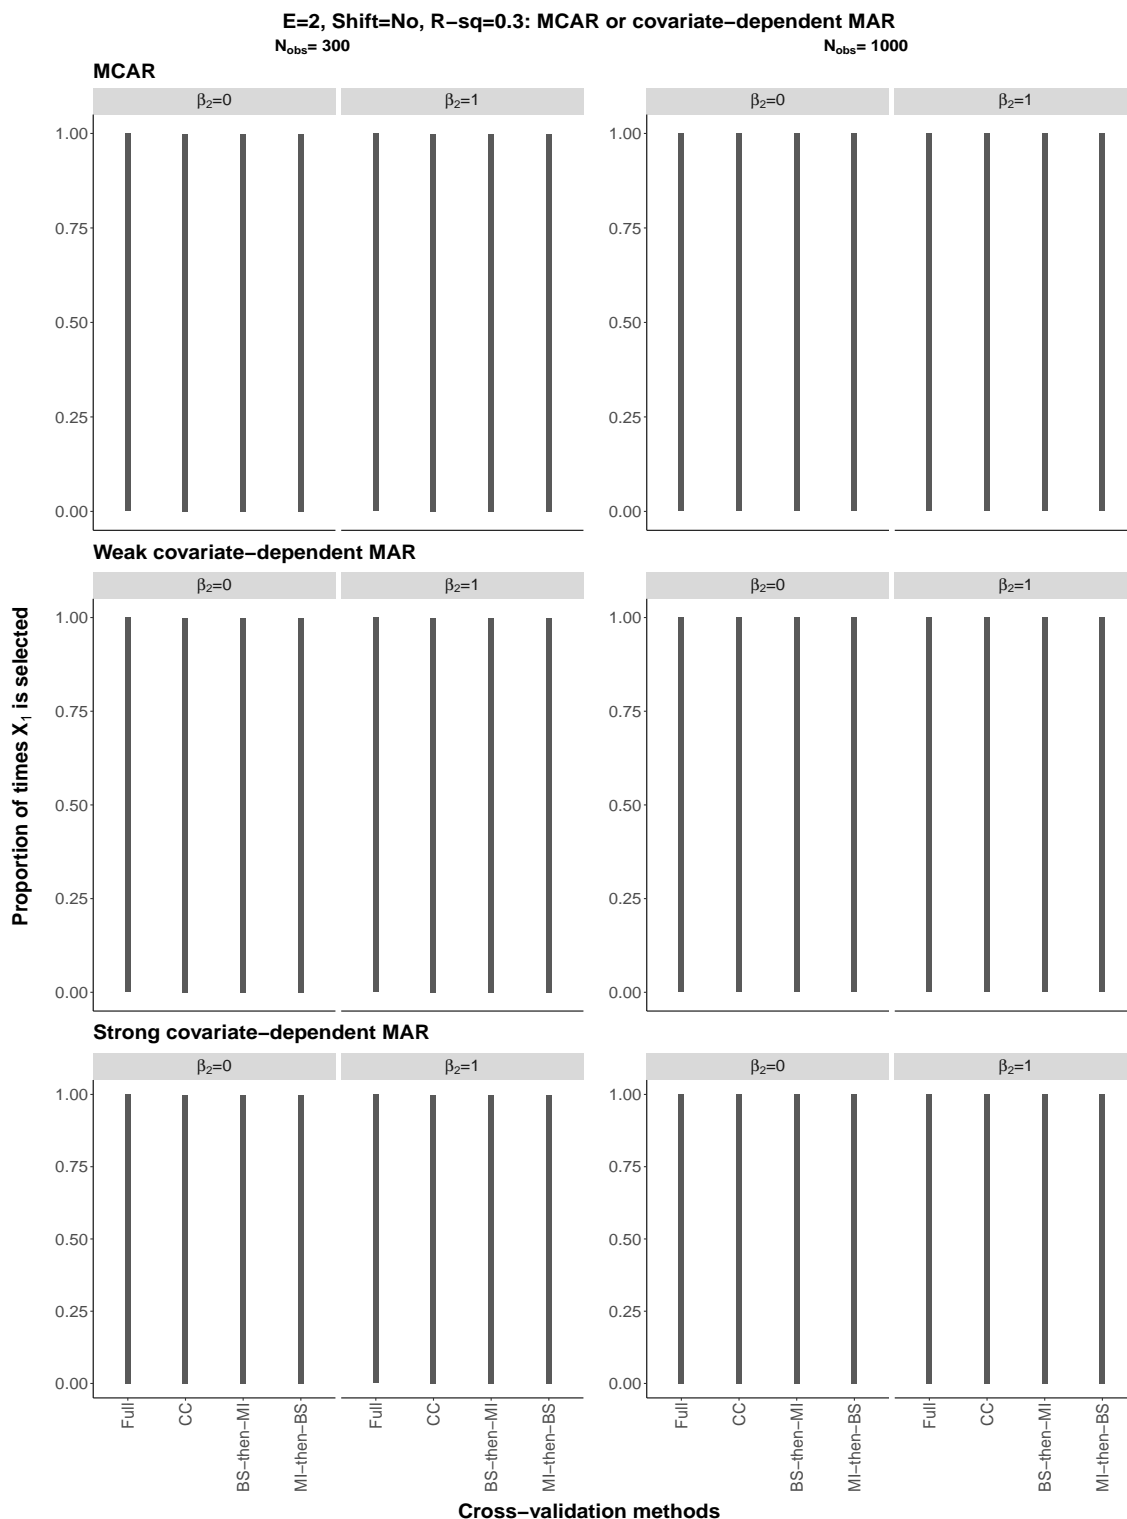 E=2, Shift=No, R−sq=0.3: MCAR or covariate−dependent MAR
Nobs= 300 Nobs= 1000
MCAR
β2=0 β2=1 β2=0 β2=1
1.00 1.00
0.75 0.75
0.50 0.50
0.25 0.25
0.00 0.00
Weak covariate−dependent MAR
β2=0 β2=1 β2=0 β2=1
1.00 1.00
0.75 0.75
0.50 0.50
0.25 0.25
0.00 0.00
Proportion of times X1 is selected
Strong covariate−dependent MAR
β2=0 β2=1 β2=0 β2=1
1.00 1.00
0.75 0.75
0.50 0.50
0.25 0.25
0.00 0.00
Full CC BS−then−MI MI−then−BS Full CC BS−then−MI MI−then−BS Full CC BS−then−MI MI−then−BS Full CC BS−then−MI MI−then−BS
Cross−validation methods